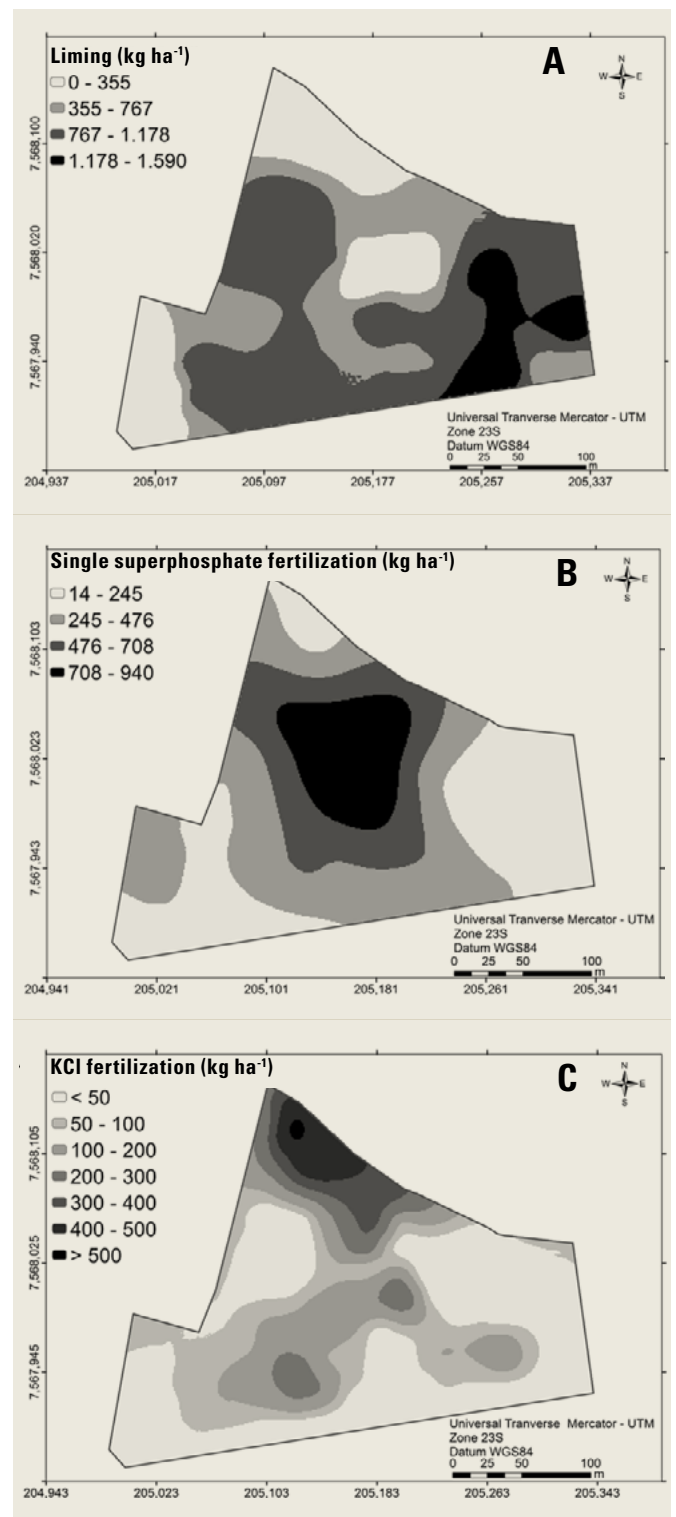 Liming (kg ha-1)
A
0 - 355
355 - 767
767 - 1.178
1.178 - 1.590
N
W E
S
7,568,100
7,568,020
7,567,940
Universal Tranverse Mercator - UTM
Zone 23S
Datum WGS84
0 25 50 100
m
204,937 205,017 205,097 205,177 205,257 205,337
Single superphosphate fertilization (kg ha-1)
B
14 - 245
245 - 476
476 - 708
708 - 940
N
W E
S
7,568,103
7,568,023
7,567,943
Universal Tranverse Mercator - UTM
Zone 23S
Datum WGS84
0 25 50 100
m
204,941 205,021 205,101 205,181 205,261 205,341
KCl fertilization (kg ha-1)
C
< 50
50 - 100
100 - 200
200 - 300
300 - 400
400 - 500
> 500
N
W E
S
7,568,105
7,568,025
7,567,945
Universal Tranverse Mercator - UTM
Zone 23S
Datum WGS84
0 25 50 100
m
204.943 205.023 205.103 205.183 205.263 205.343